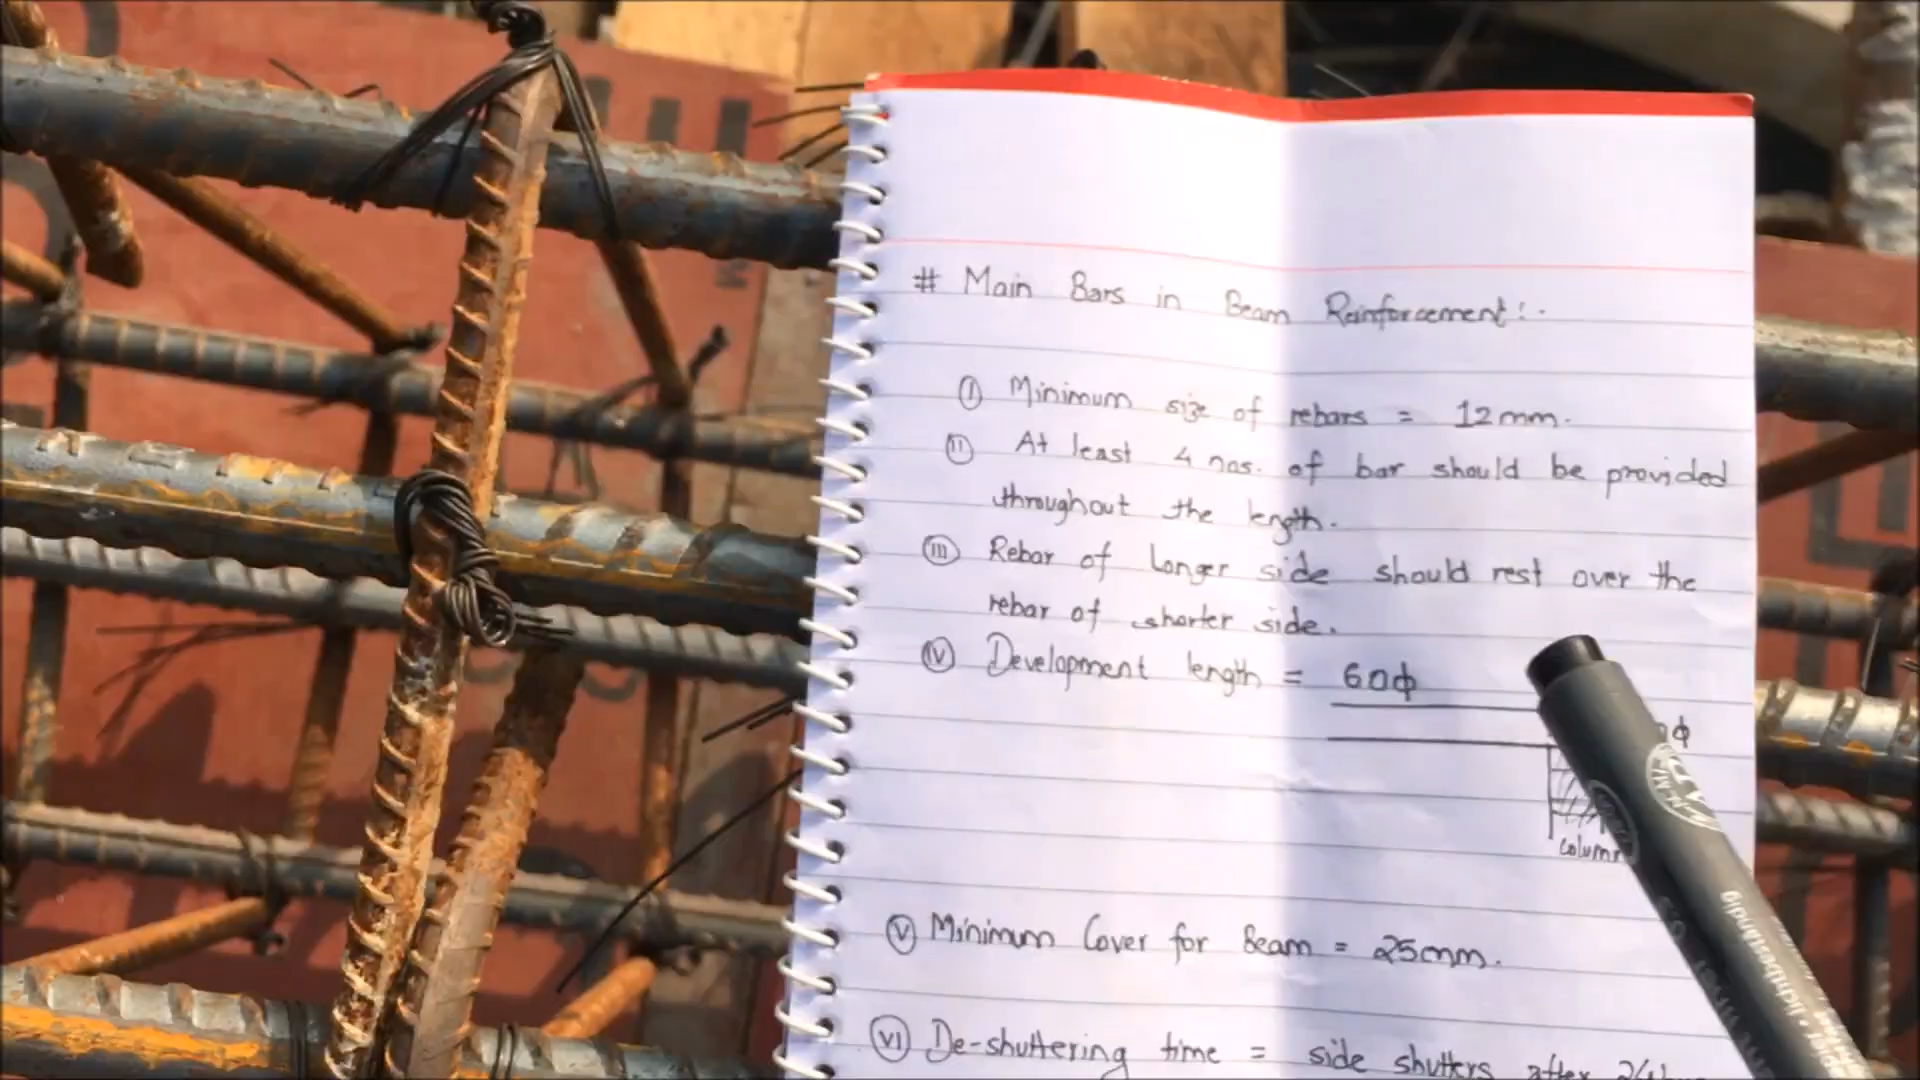 # Main Bars in Beam Reinforcement:-
I Minimum size of rebars = 12mm.
II At least 4 nos. of bar should be provided
throughout the length.
III Rebar of longer side should rest over the
rebar of shorter side.
IV Development length = 60ф
ф
column
V Minimum Cover for Beam = 25mm.
VI De-shuttering time = side shutters after